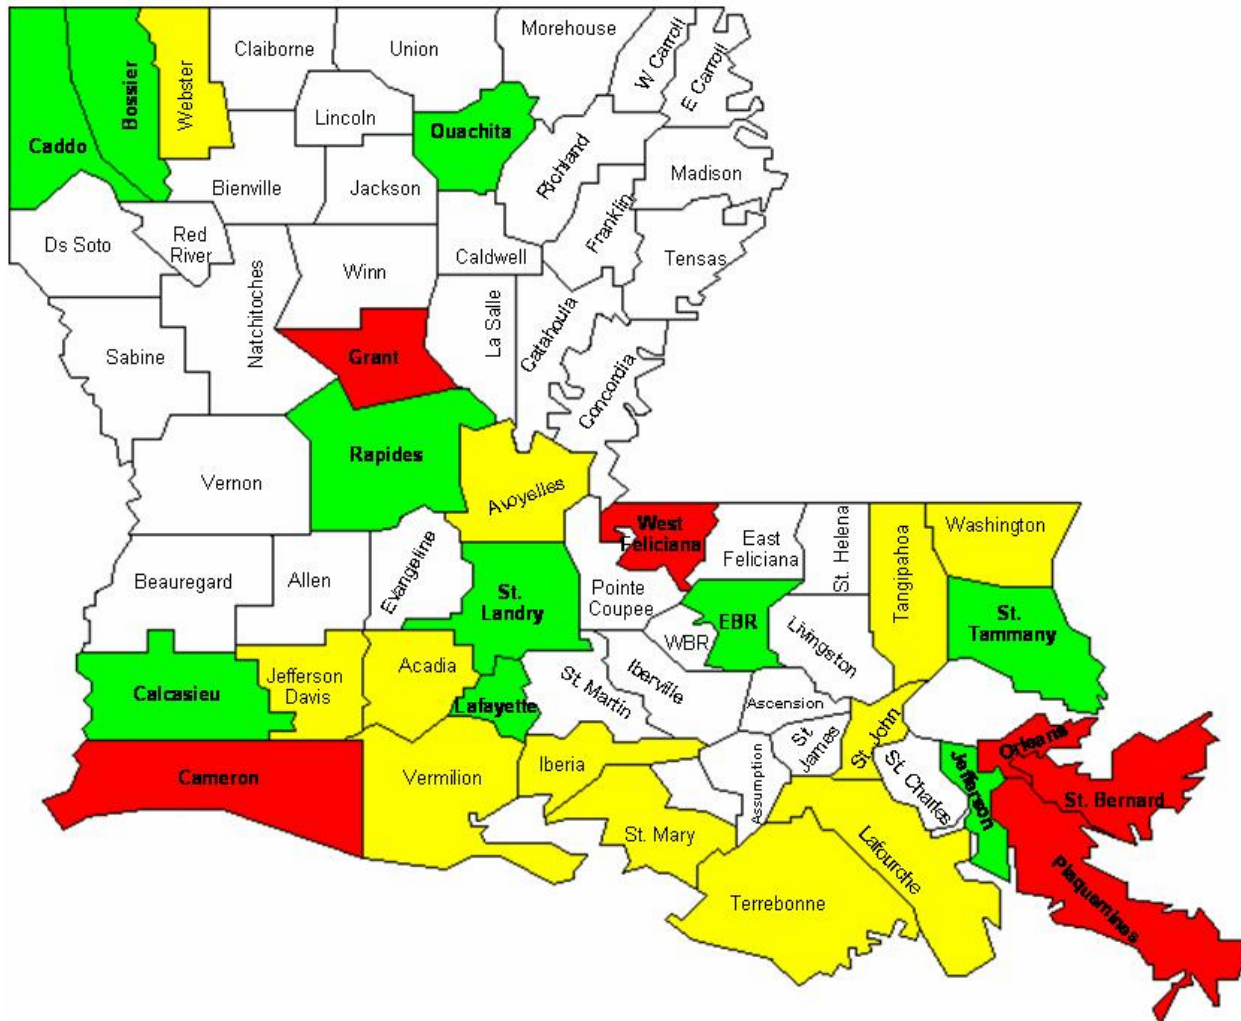 Morehouse
W Carroll
E Carroll
Claiborne
Union
Webster
Bossier
Lincoln
Ouachita
Caddo
Richland
Madison
Bienville
Jackson
Franklin
Ds Soto
Red
River
Winn
Caldwell
Tensas
Natchitoches
La Salle
Catahoula
Sabine
Grant
Concordia
Rapides
Vernon
Avoyelles
West
Feliciana
East
Feliciana
St. Helena
Tangipahoa
Washington
Beauregard
Allen
Evangeline
St.
Landry
Pointe
Coupee
EBR
WBR
Livingston
St.
Tammany
Calcasieu
Jefferson
Davis
Acadia
Lafayette
St. Martin
Iberville
Ascension
St
James
St. John
Orleans
Cameron
Vermilion
Iberia
Assumption
St. Charles
Jefferson
St. Bernard
St. Mary
Lafourche
Terrebonne
Plaquemines